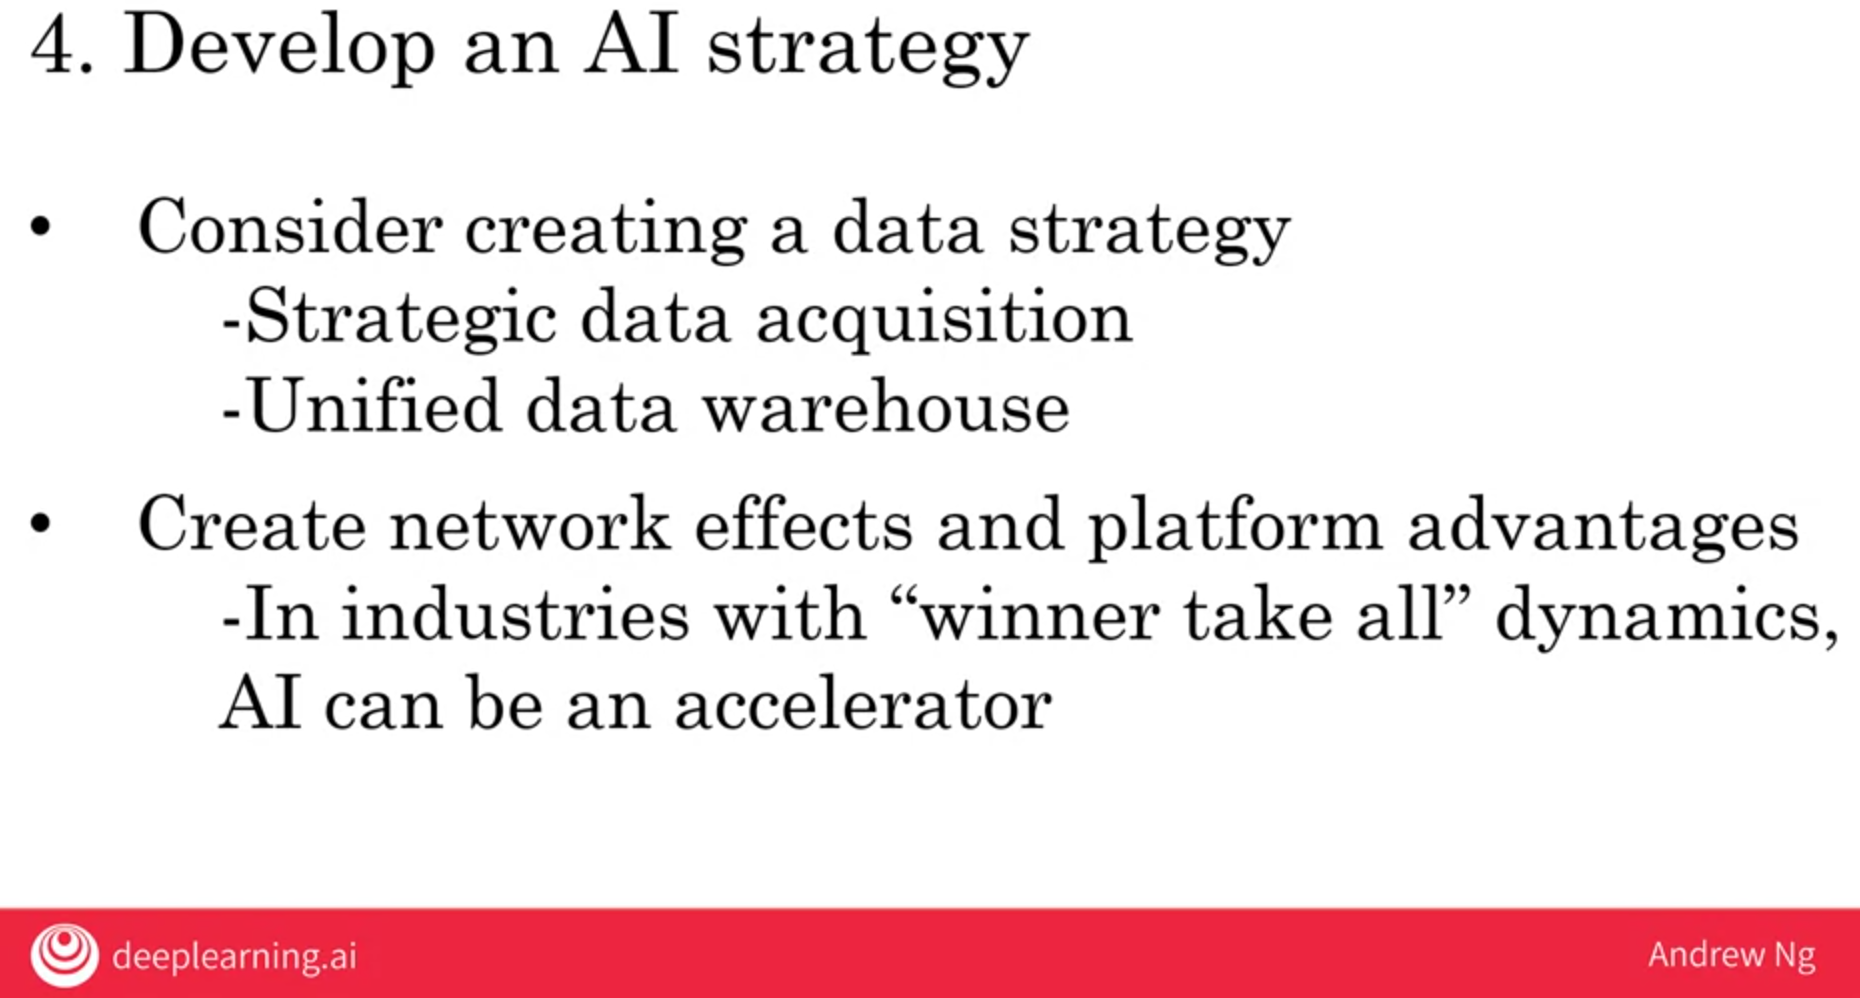 4. Develop an AI strategy
• Consider creating a data strategy
-Strategic data acquisition
-Unified data warehouse
• Create network effects and platform advantages
-In industries with “winner take all” dynamics,
AI can be an accelerator
deeplearning.ai
Andrew Ng